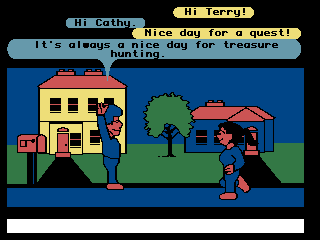 Hi Terry!
Hi Cathy.
Nice day for a quest!
It's always a nice day for treasure
hunting.